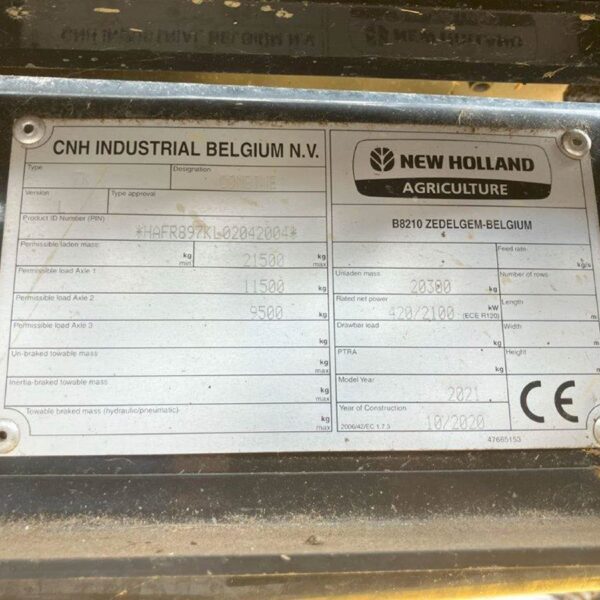 CNH INDUSTRIAL BELGIUM N.V.
Type
Designation
Version
Type approval
Product ID Number (PIN)
*HAFR897KL02042004*
Permissible laden mass
kg min
21500 kg max
Permissible load Axle 1
11500 kg
Permissible load Axle 2
9500 kg
Permissible load Axle 3
kg
Un-braked towable mass
kg
Inertia-braked towable mass
kg
Towable braked mass (hydraulic/pneumatic)
kg max
NEW HOLLAND
AGRICULTURE
B8210 ZEDELGEM-BELGIUM
Feed rate
kg/s
Unladen mass
20380 kg
Number of rows
Rated net power
420/2100 kW (ECE R120)
Length
m
Drawbar load
kg
Width
m
PTRA
kg
Height
m
Model Year
2021
Year of Construction
2006/42/EC 1.7.3
10/2020
CE
47665153